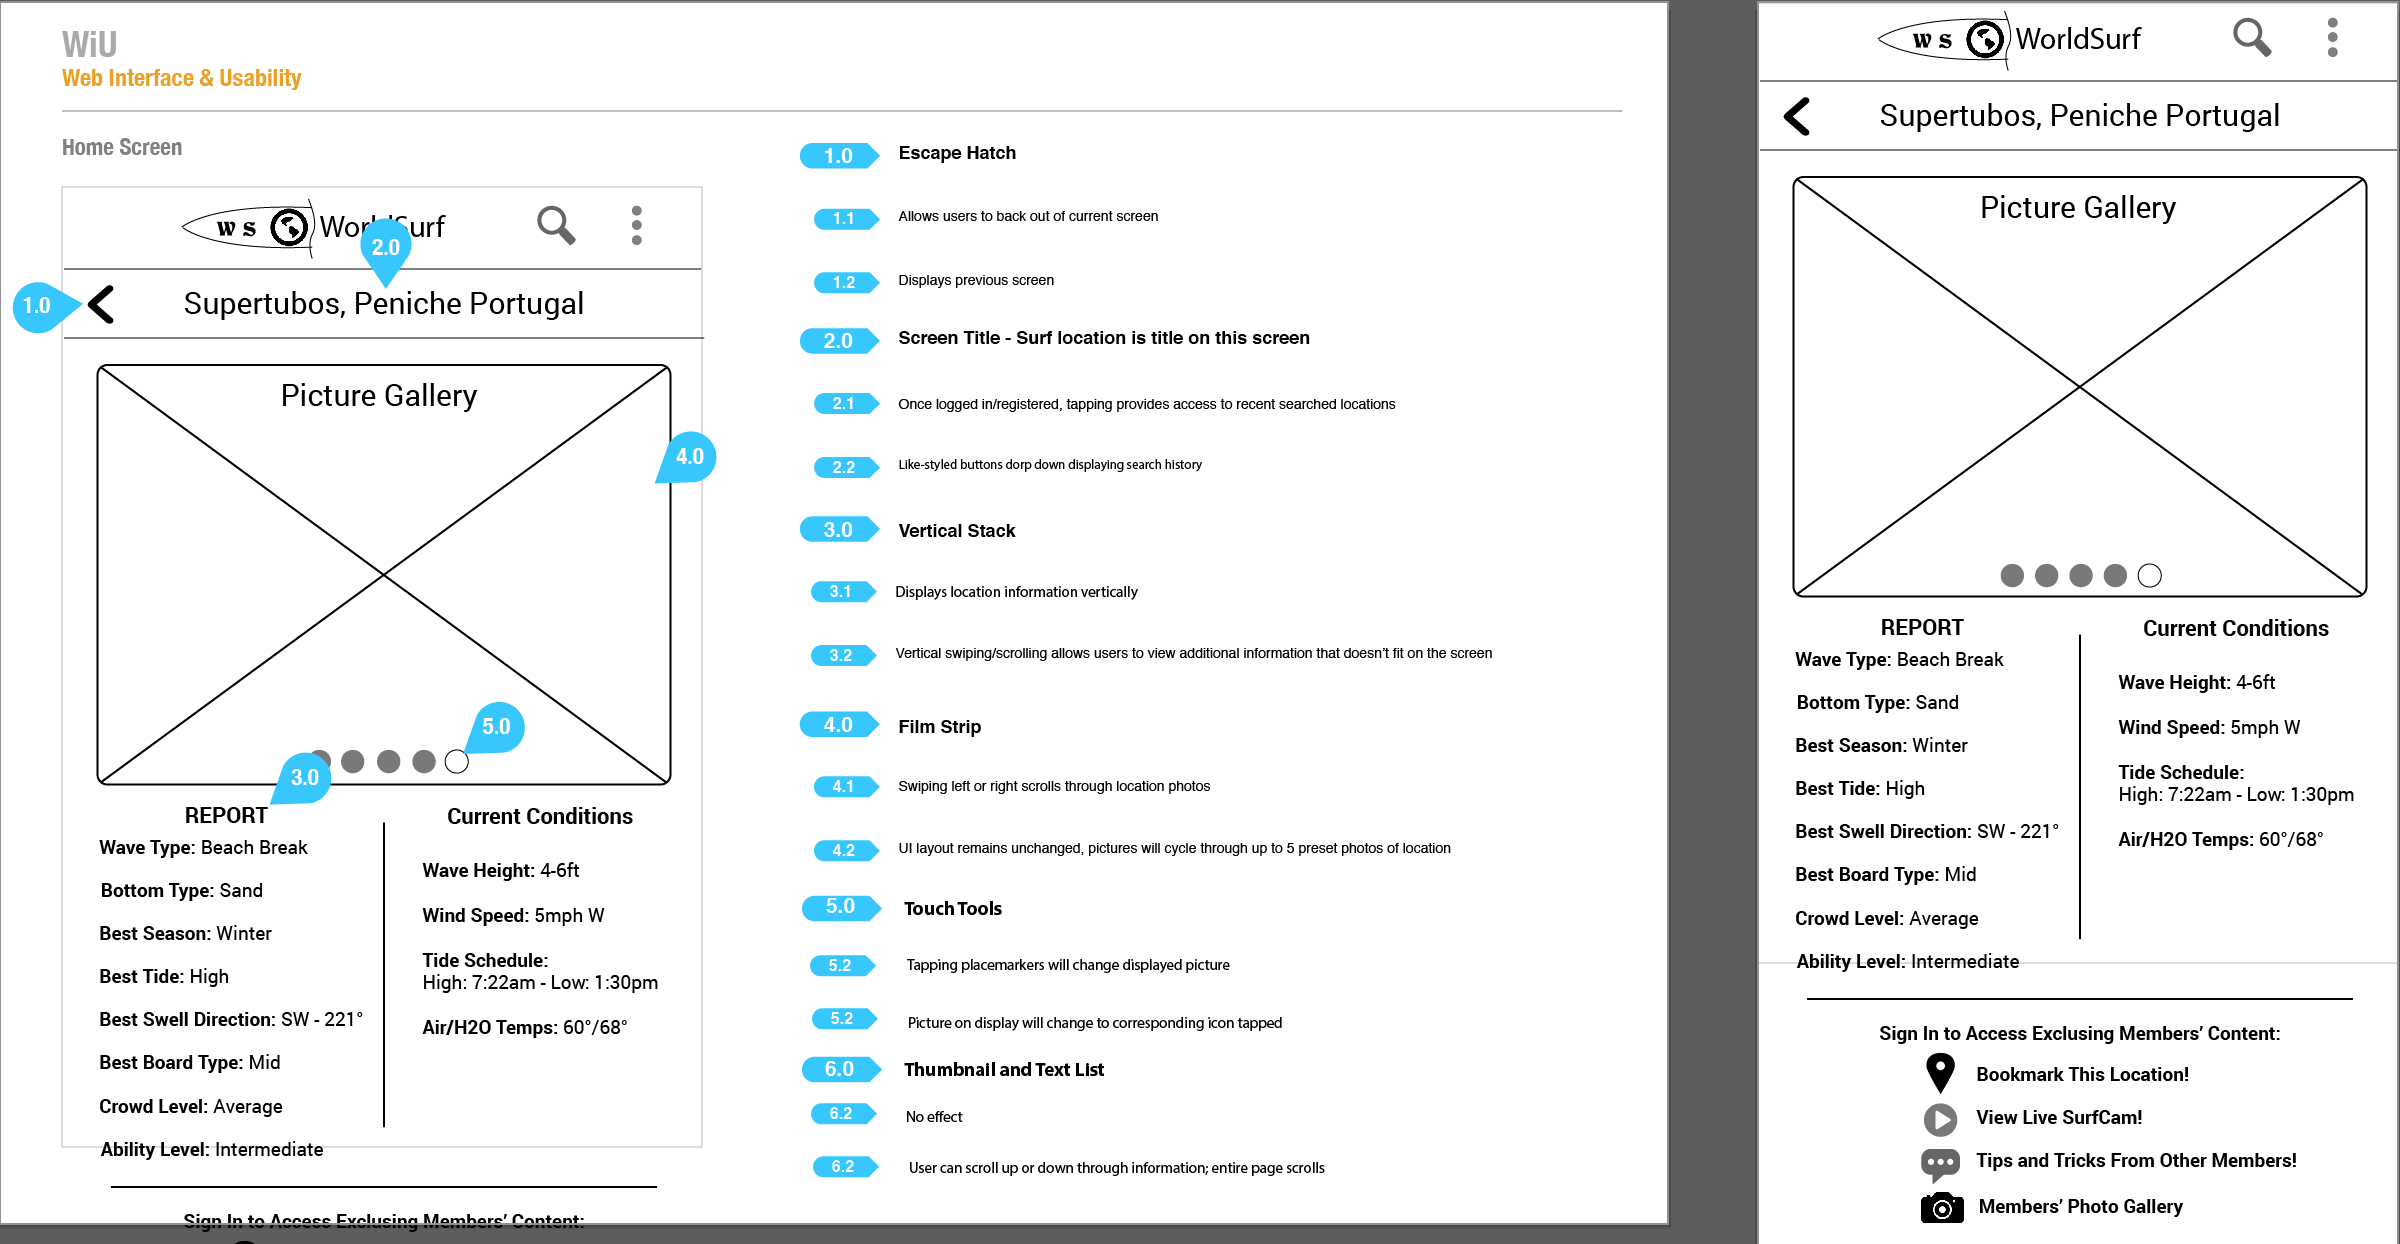 WiU
Web Interface & Usability
Home Screen
W S WorldSurf
2.0
1.0
Supertubos, Peniche Portugal
Picture Gallery
4.0
5.0
3.0
REPORT
Wave Type: Beach Break
Bottom Type: Sand
Best Season: Winter
Best Tide: High
Best Swell Direction: SW - 221°
Best Board Type: Mid
Crowd Level: Average
Ability Level: Intermediate
Current Conditions
Wave Height: 4-6ft
Wind Speed: 5mph W
Tide Schedule:
High: 7:22am - Low: 1:30pm
Air/H2O Temps: 60°/68°
Sign In to Access Exclusing Members’ Content:
1.0 Escape Hatch
1.1 Allows users to back out of current screen
1.2 Displays previous screen
2.0 Screen Title - Surf location is title on this screen
2.1 Once logged in/registered, tapping provides access to recent searched locations
2.2 Like-styled buttons dorp down displaying search history
3.0 Vertical Stack
3.1 Displays location information vertically
3.2 Vertical swiping/scrolling allows users to view additional information that doesn’t fit on the screen
4.0 Film Strip
4.1 Swiping left or right scrolls through location photos
4.2 UI layout remains unchanged, pictures will cycle through up to 5 preset photos of location
5.0 Touch Tools
5.2 Tapping placemarkers will change displayed picture
5.2 Picture on display will change to corresponding icon tapped
6.0 Thumbnail and Text List
6.2 No effect
6.2 User can scroll up or down through information; entire page scrolls
W S WorldSurf
Supertubos, Peniche Portugal
Picture Gallery
REPORT
Wave Type: Beach Break
Bottom Type: Sand
Best Season: Winter
Best Tide: High
Best Swell Direction: SW - 221°
Best Board Type: Mid
Crowd Level: Average
Ability Level: Intermediate
Current Conditions
Wave Height: 4-6ft
Wind Speed: 5mph W
Tide Schedule:
High: 7:22am - Low: 1:30pm
Air/H2O Temps: 60°/68°
Sign In to Access Exclusing Members’ Content:
Bookmark This Location!
View Live SurfCam!
Tips and Tricks From Other Members!
Members’ Photo Gallery